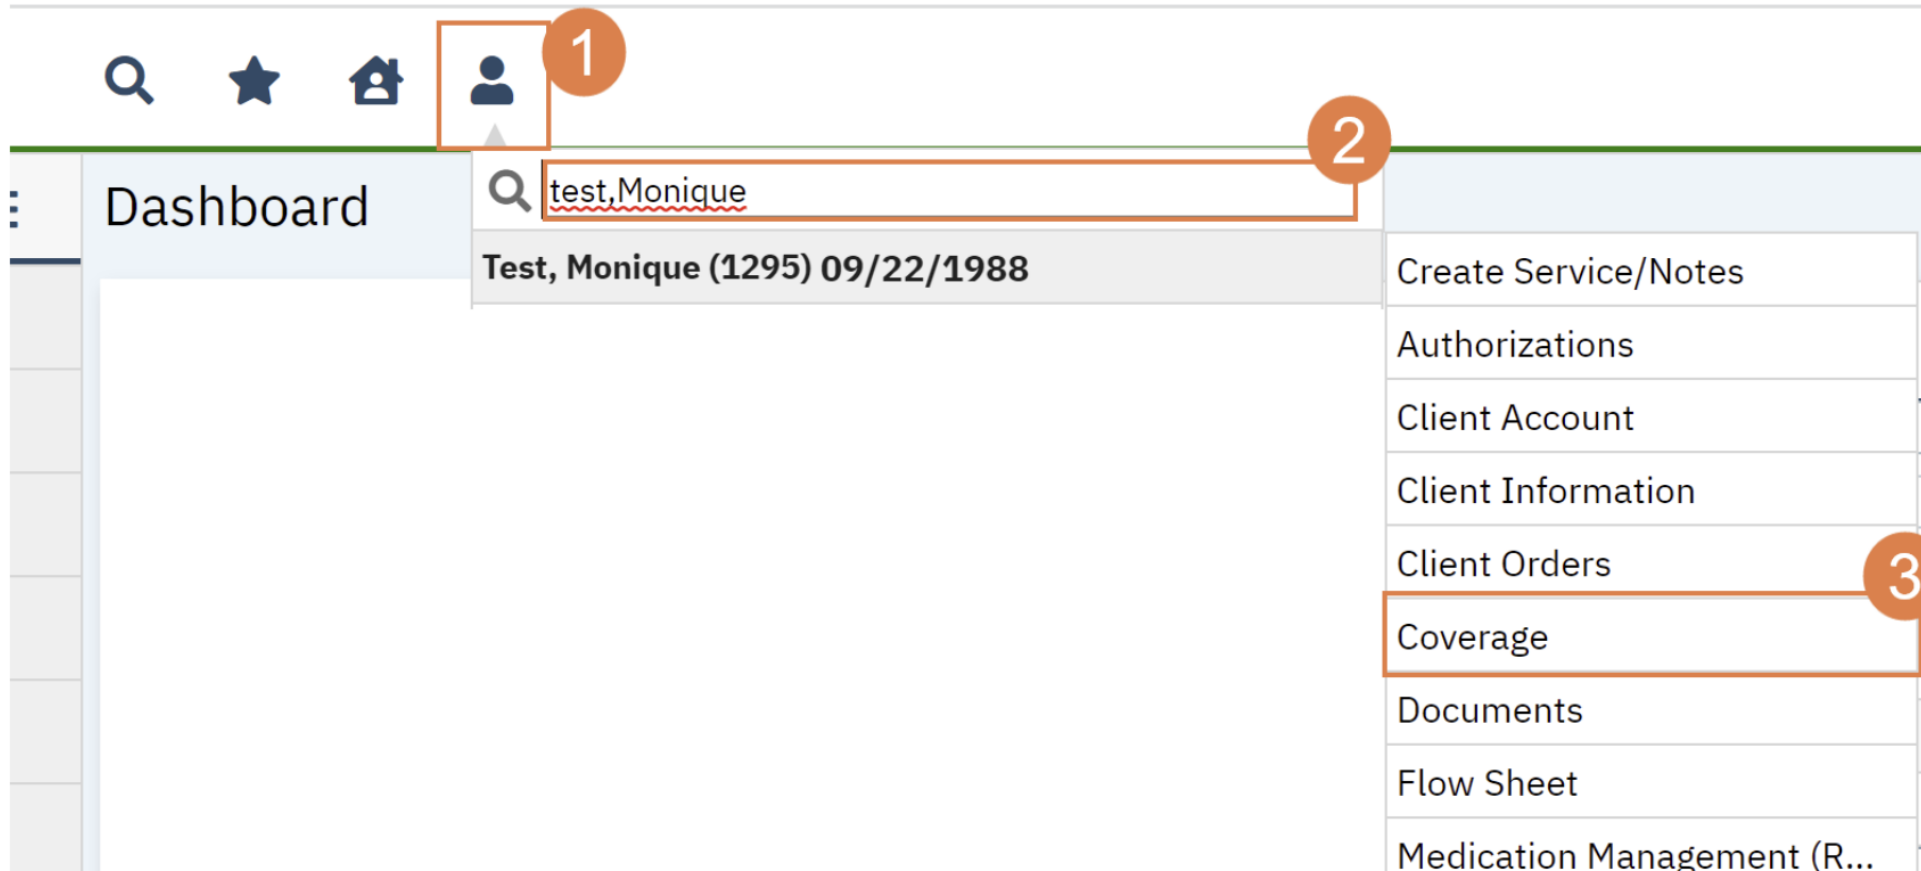 1
2
test,Monique
Dashboard
Test, Monique (1295) 09/22/1988
Create Service/Notes
Authorizations
Client Account
Client Information
Client Orders
3
Coverage
Documents
Flow Sheet
Medication Management (R...